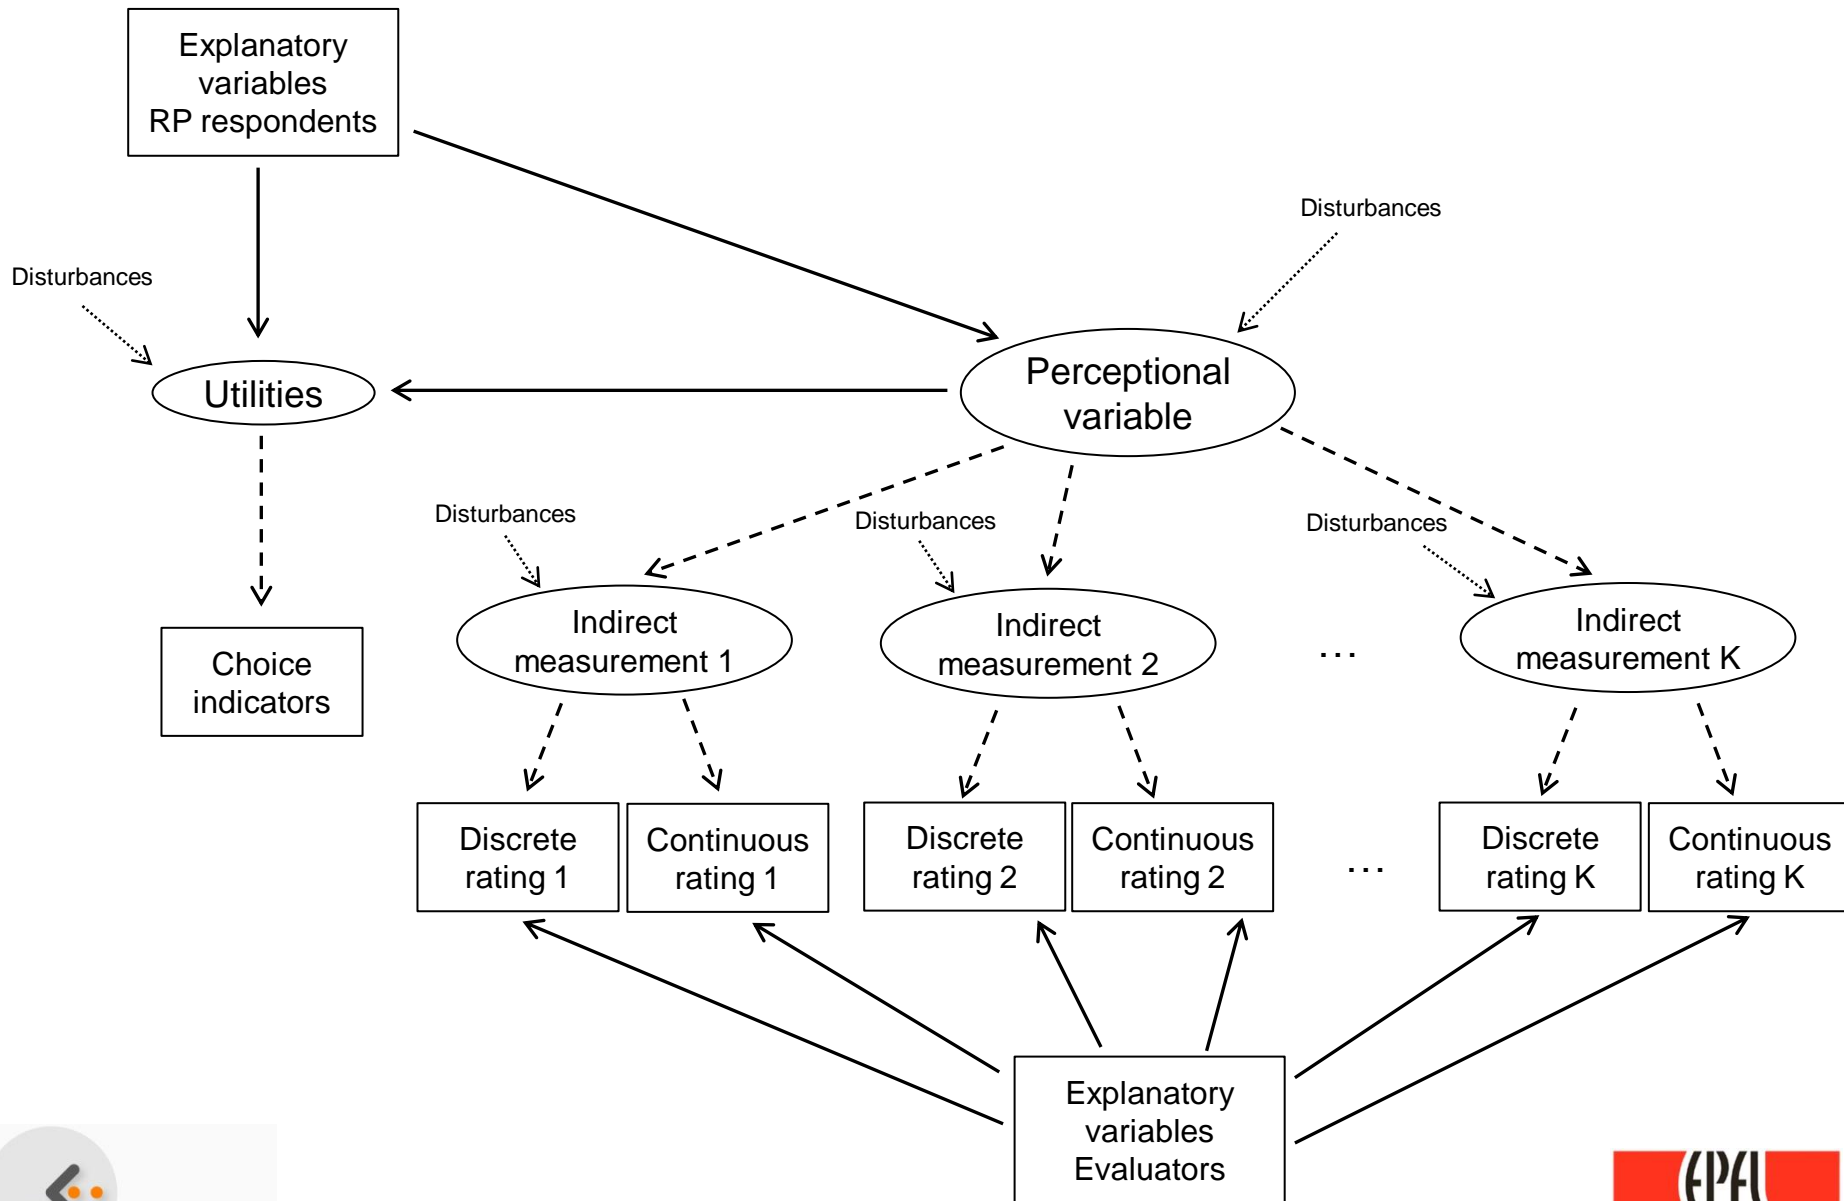 Explanatory
variables
RP respondents
Disturbances
Disturbances
Utilities
Perceptional
variable
Disturbances
Disturbances
Disturbances
Choice
indicators
Indirect
measurement 1
Indirect
measurement 2
...
Indirect
measurement K
Discrete
rating 1
Continuous
rating 1
Discrete
rating 2
Continuous
rating 2
...
Discrete
rating K
Continuous
rating K
Explanatory
variables
Evaluators